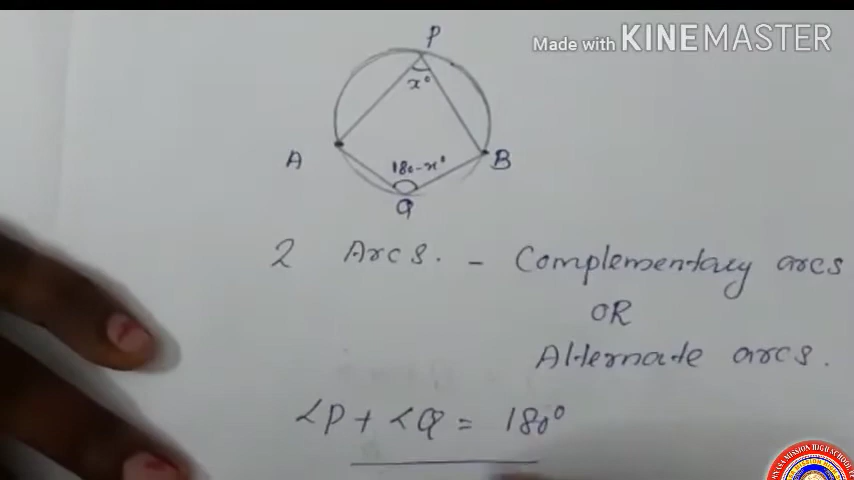 Made with KINEMASTER
P
x°
A
180-x°
B
Q
2 Arcs. - Complementary arcs
OR
Alternate arcs.
<P + <Q = 180°